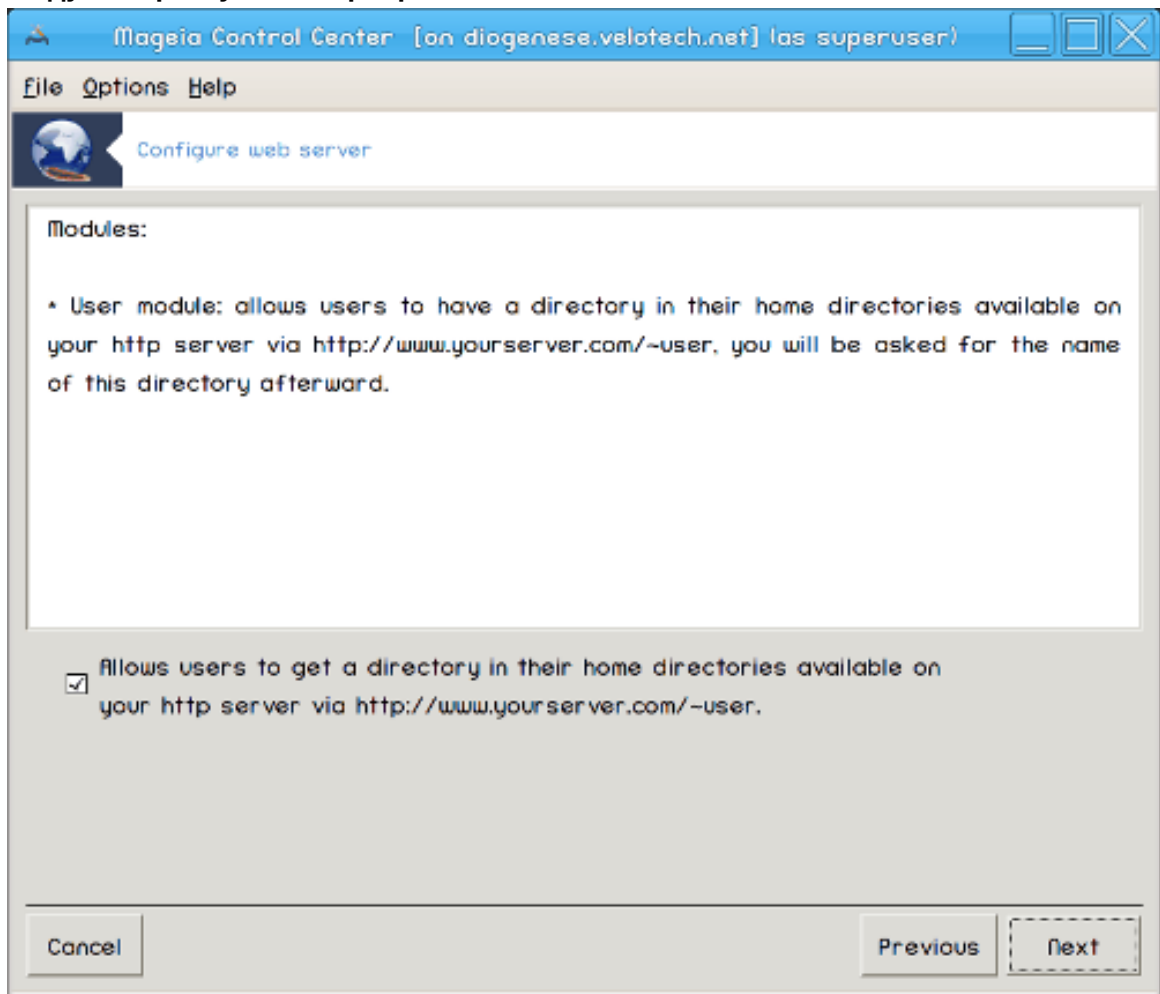 Mageia Control Center [on diogenese.velotech.net] (as superuser)
File Options Help
Configure web server
Modules:
* User module: allows users to have a directory in their home directories available on
your http server via http://www.yourserver.com/~user, you will be asked for the name
of this directory afterward.
Allows users to get a directory in their home directories available on
your http server via http://www.yourserver.com/~user.
Cancel
Previous
Next